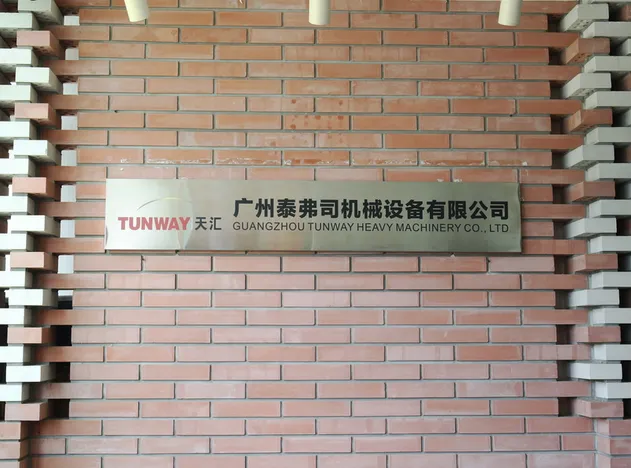 TUNWAY 天汇
广州泰弗司机械设备有限公司
GUANGZHOU TUNWAY HEAVY MACHINERY CO., LTD